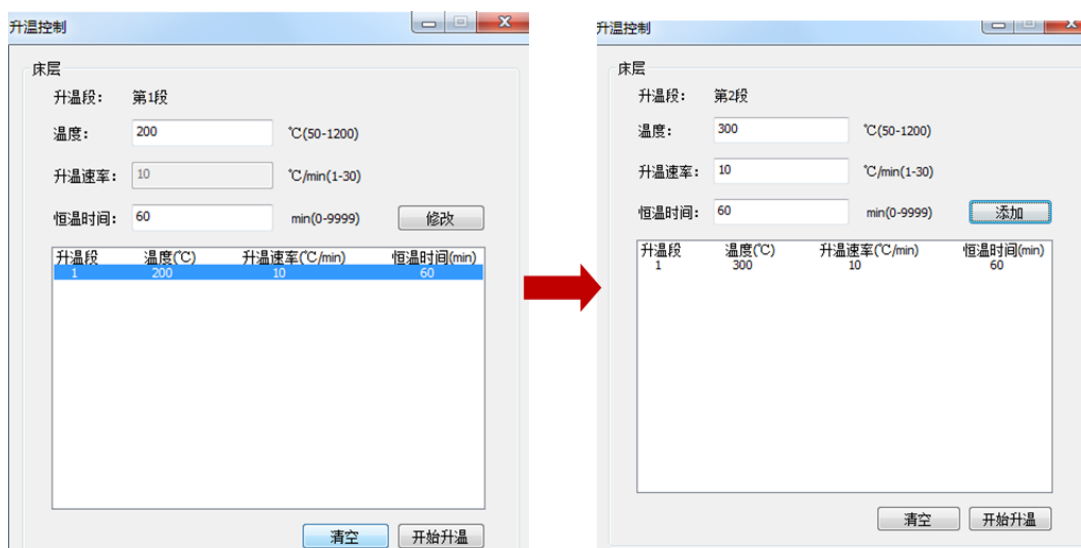 升温控制
床层
升温段： 第1段
温度： 200 ℃(50-1200)
升温速率： 10 ℃/min(1-30)
恒温时间： 60 min(0-9999) 修改
升温段 温度(℃) 升温速率(℃/min) 恒温时间(min)
1 200 10 60
清空 开始升温
升温控制
床层
升温段： 第2段
温度： 300 ℃(50-1200)
升温速率： 10 ℃/min(1-30)
恒温时间： 60 min(0-9999) 添加
升温段 温度(℃) 升温速率(℃/min) 恒温时间(min)
1 300 10 60
清空 开始升温